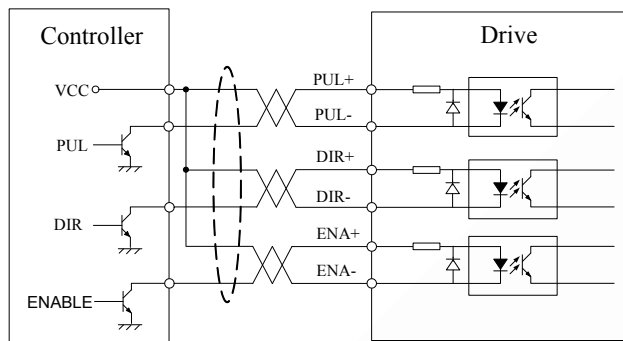 Controller
Drive
VCC
PUL+
PUL-
PUL
DIR+
DIR-
DIR
ENA+
ENA-
ENABLE